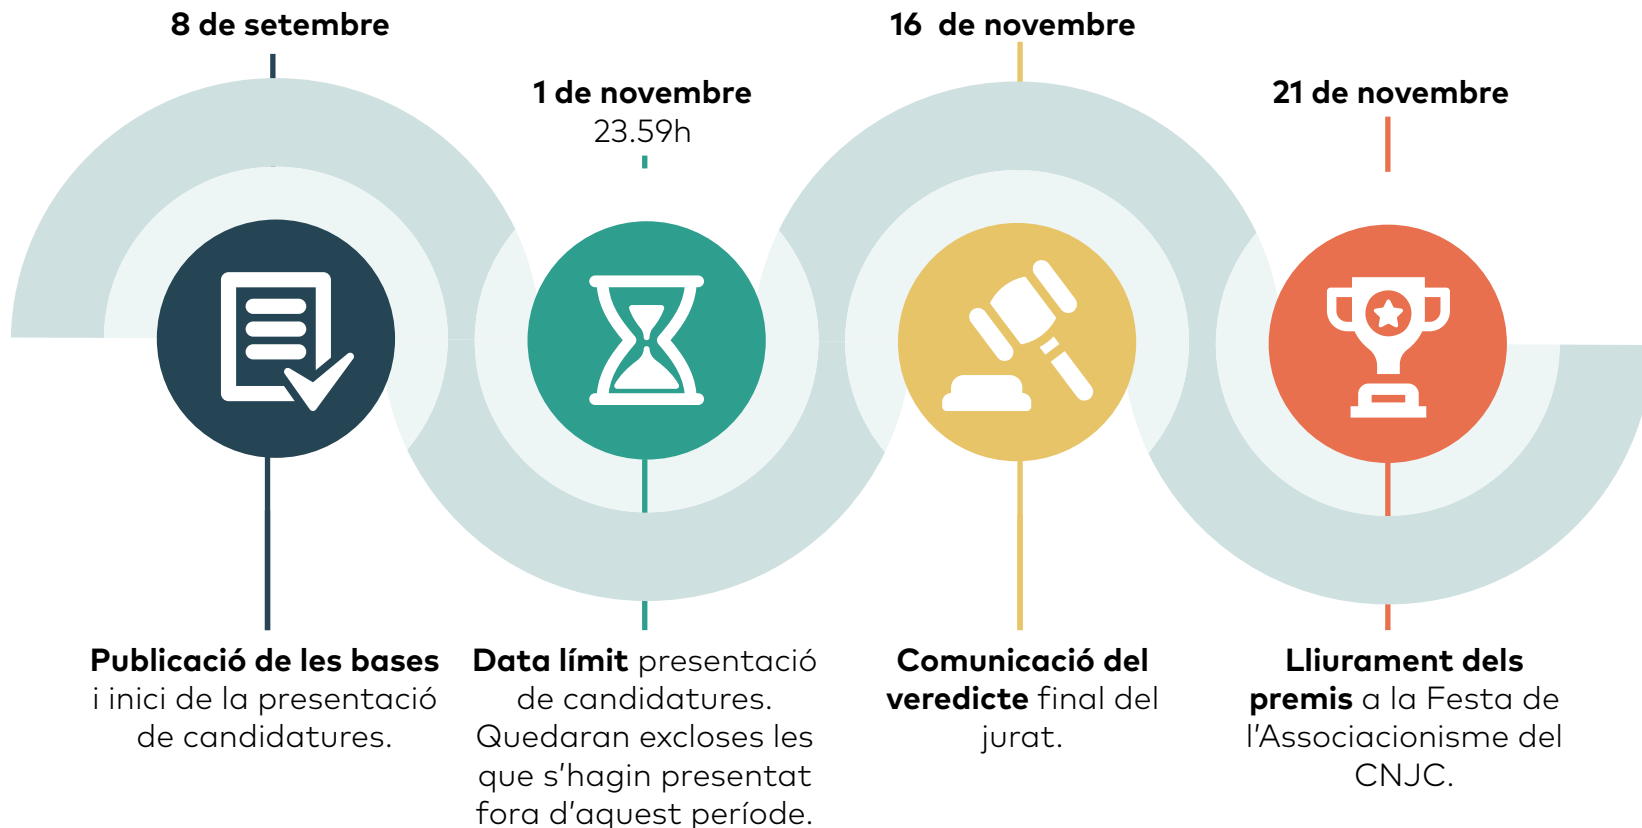 8 de setembre
Publicació de les bases
i inici de la presentació
de candidatures.
1 de novembre
23.59h
Data límit presentació
de candidatures.
Quedaran excloses les
que s'hagin presentat
fora d'aquest període.
16 de novembre
Comunicació del
veredicte final del
jurat.
21 de novembre
Lliurament dels
premis a la Festa de
l'Associacionisme del
CNJC.